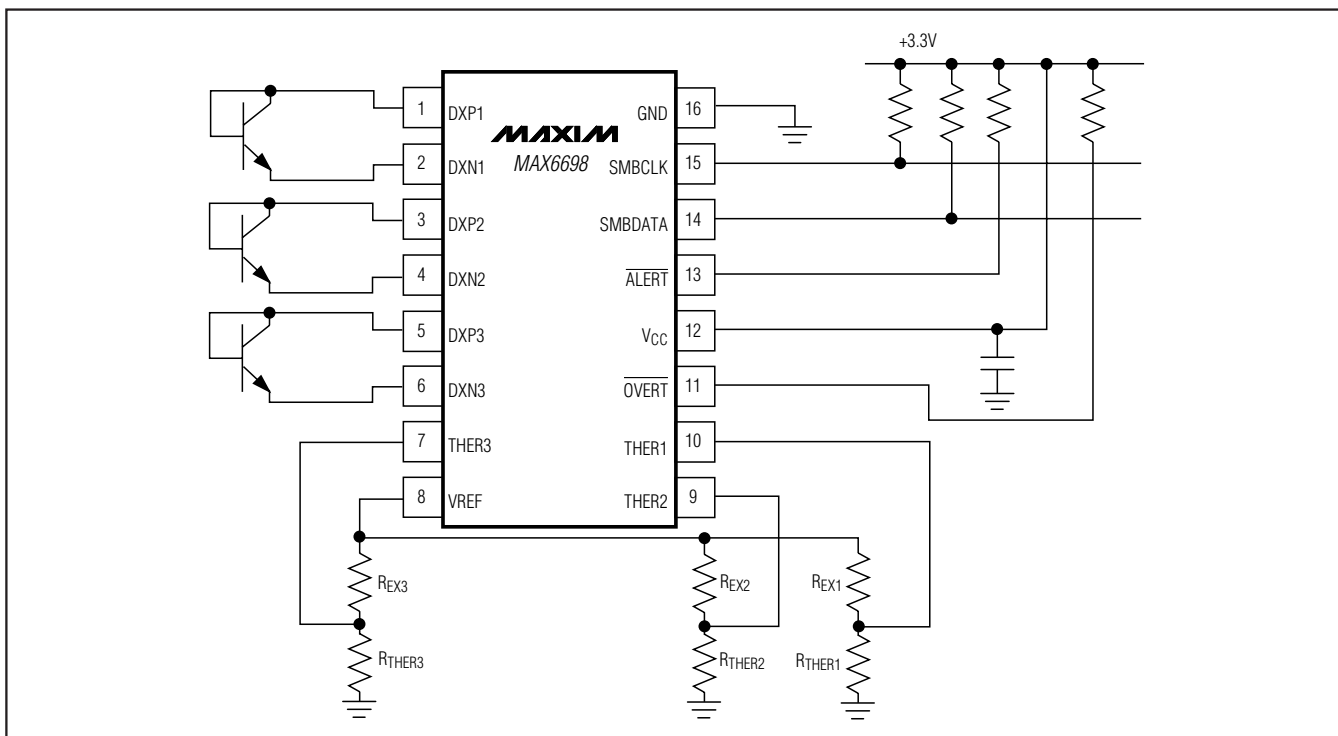 +3.3V
1 DXP1
2 DXN1
3 DXP2
4 DXN2
5 DXP3
6 DXN3
7 THER3
8 VREF
MAXIM
MAX6698
GND 16
SMBCLK 15
SMBDATA 14
ALERT 13
VCC 12
OVERT 11
THER1 10
THER2 9
REX3
REX2
REX1
RTHER3
RTHER2
RTHER1